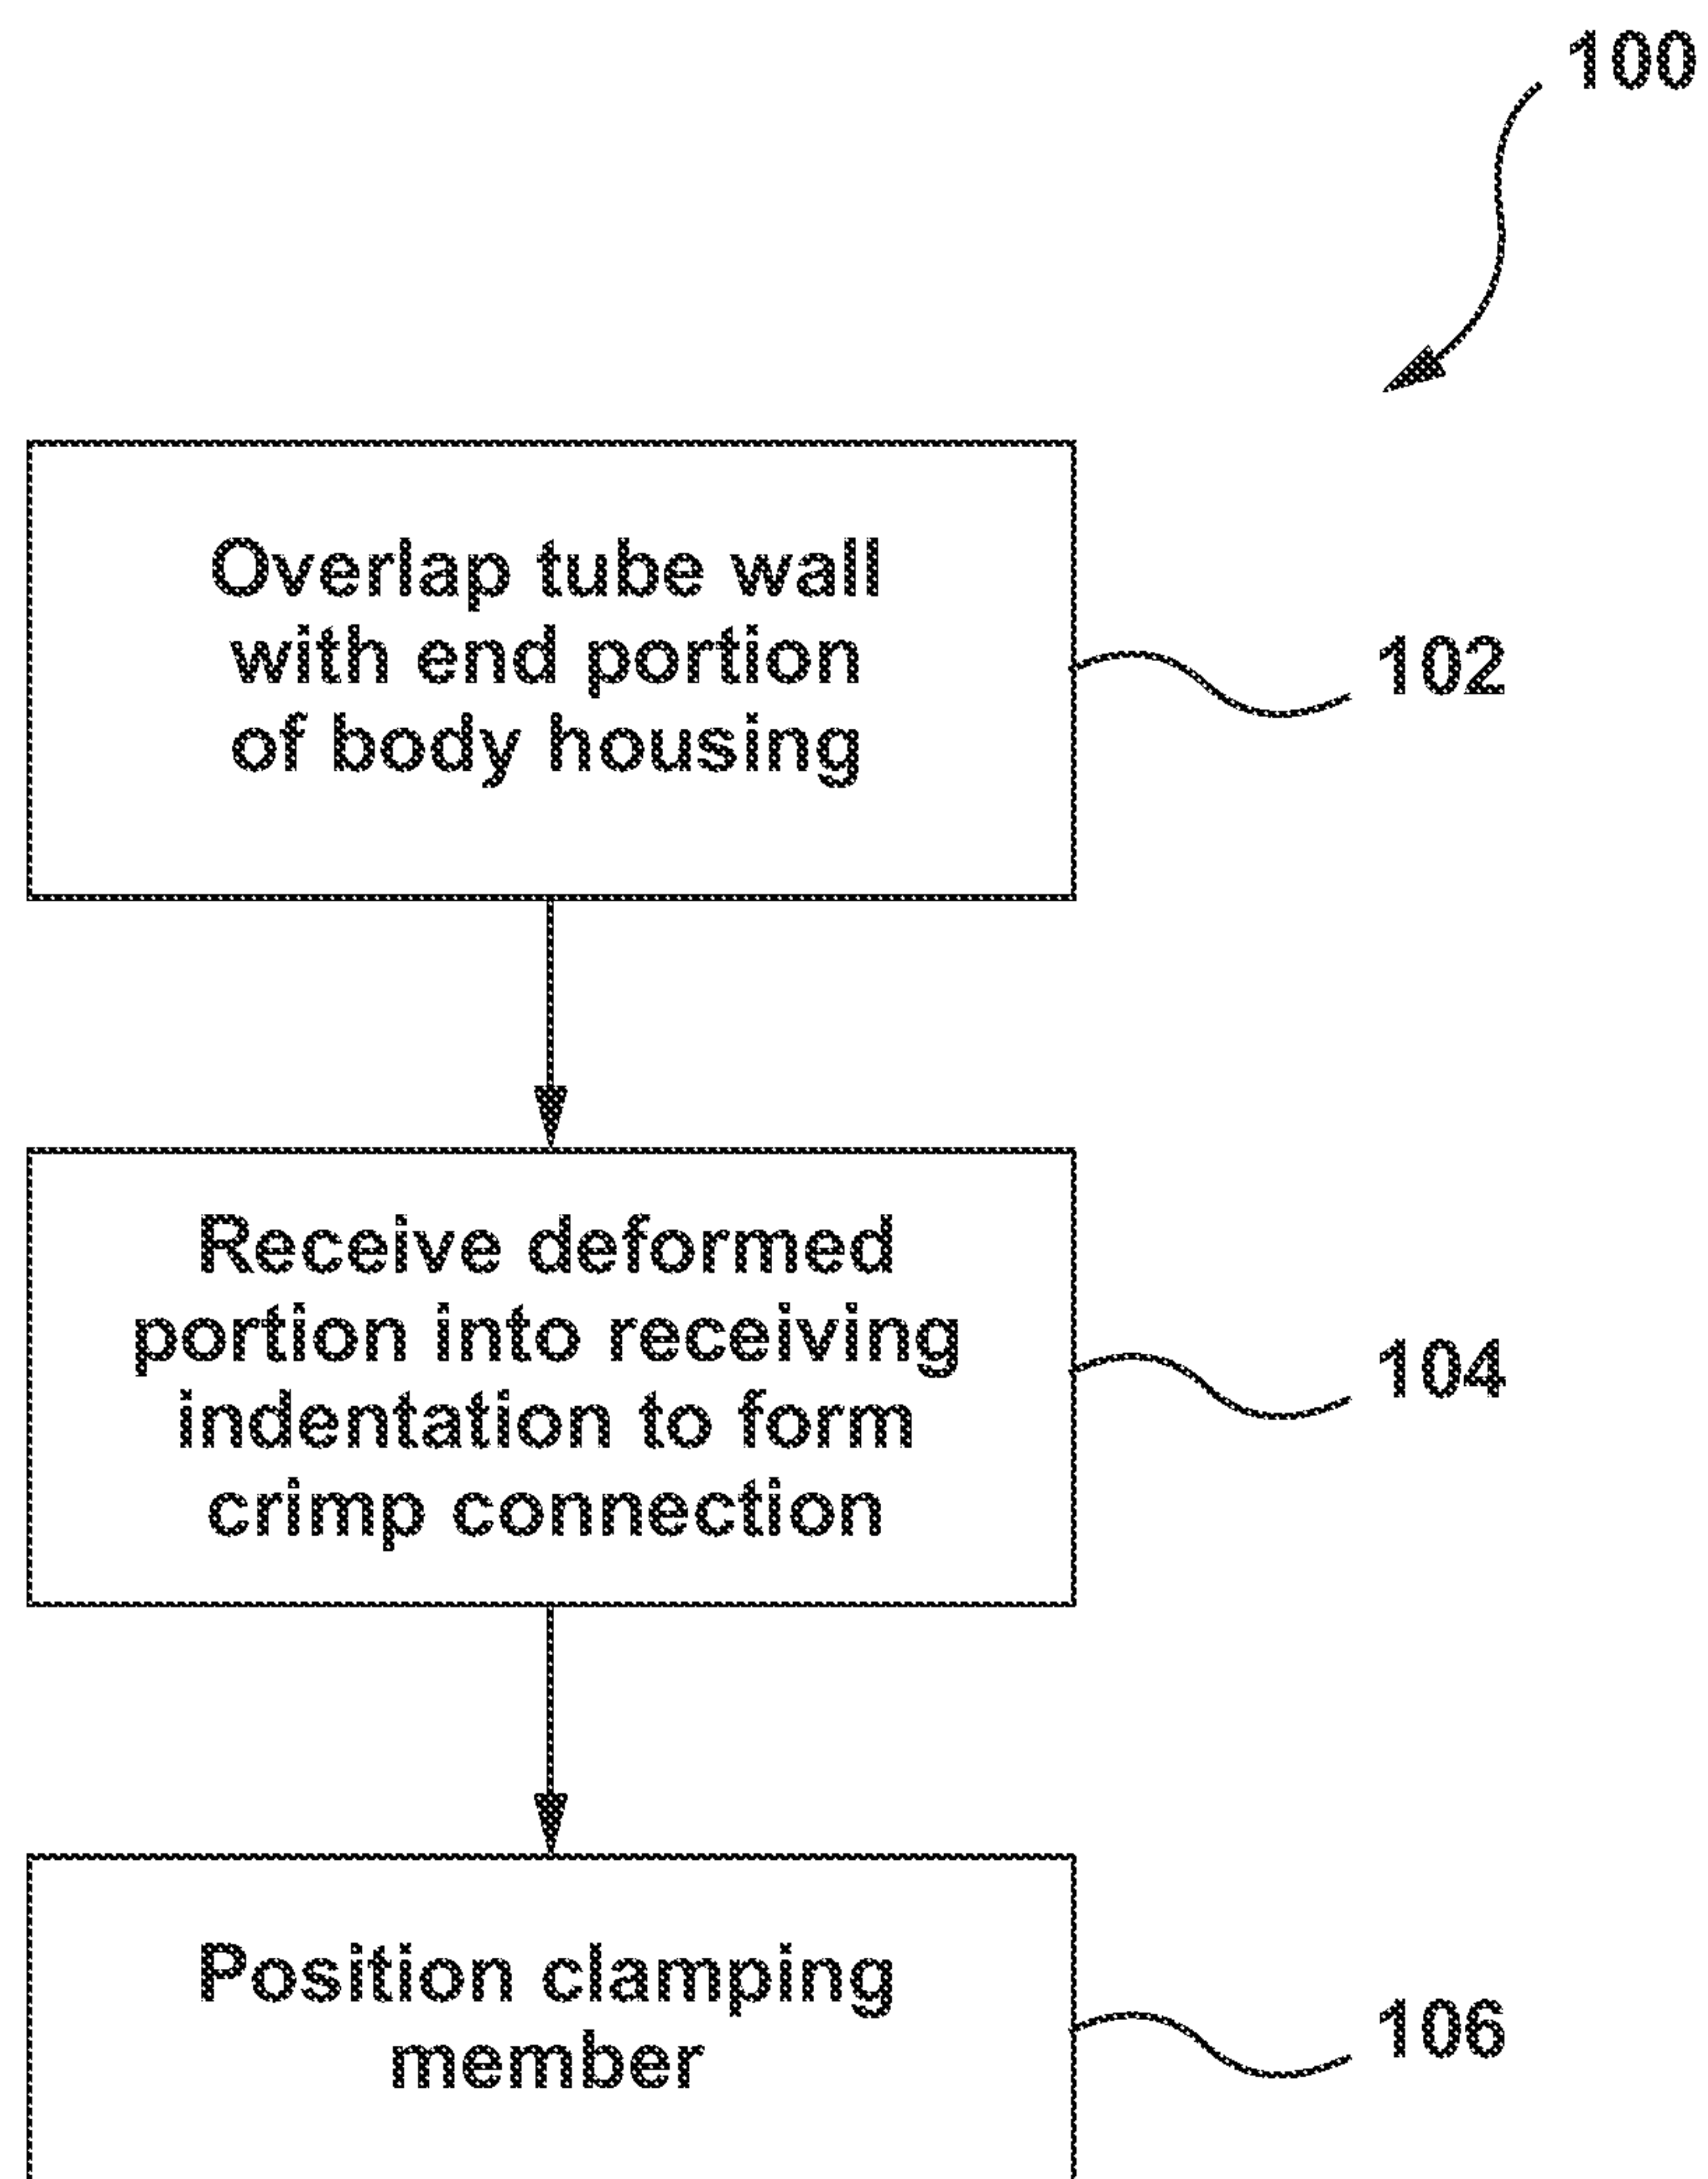 100
Overlap tube wall
with end portion
of body housing
102
Receive deformed
portion into receiving
indentation to form
crimp connection
104
Position clamping
member
106